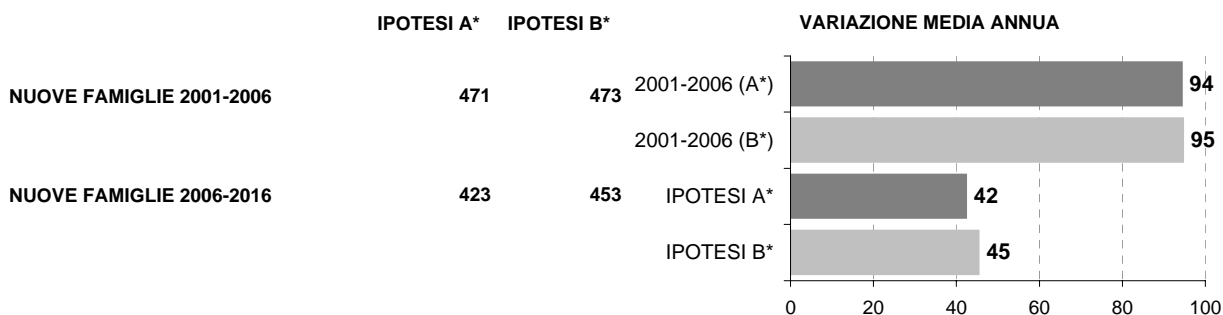 IPOTESI A* IPOTESI B* VARIAZIONE MEDIA ANNUA
2001-2006 (A*) 94
NUOVE FAMIGLIE 2001-2006 471 473
2001-2006 (B*) 95
NUOVE FAMIGLIE 2006-2016 423 453 IPOTESI A* 42
IPOTESI B* 45
0 20 40 60 80 100